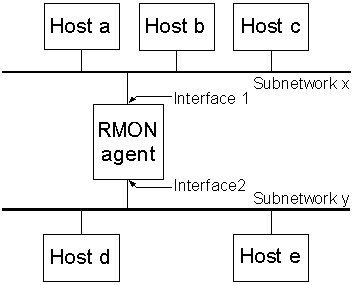 Host a
Host b
Host c
Subnetwork x
Interface 1
RMON
agent
Interface2
Subnetwork y
Host d
Host e